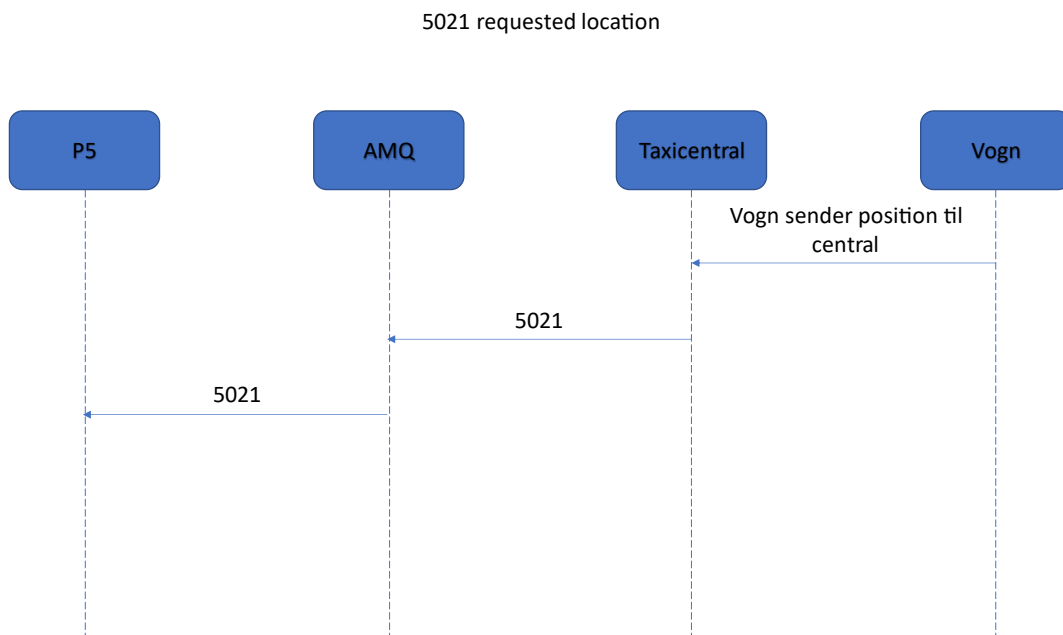 5021 requested location
P5
AMQ
Taxicentral
Vogn
Vogn sender position til
central
5021
5021